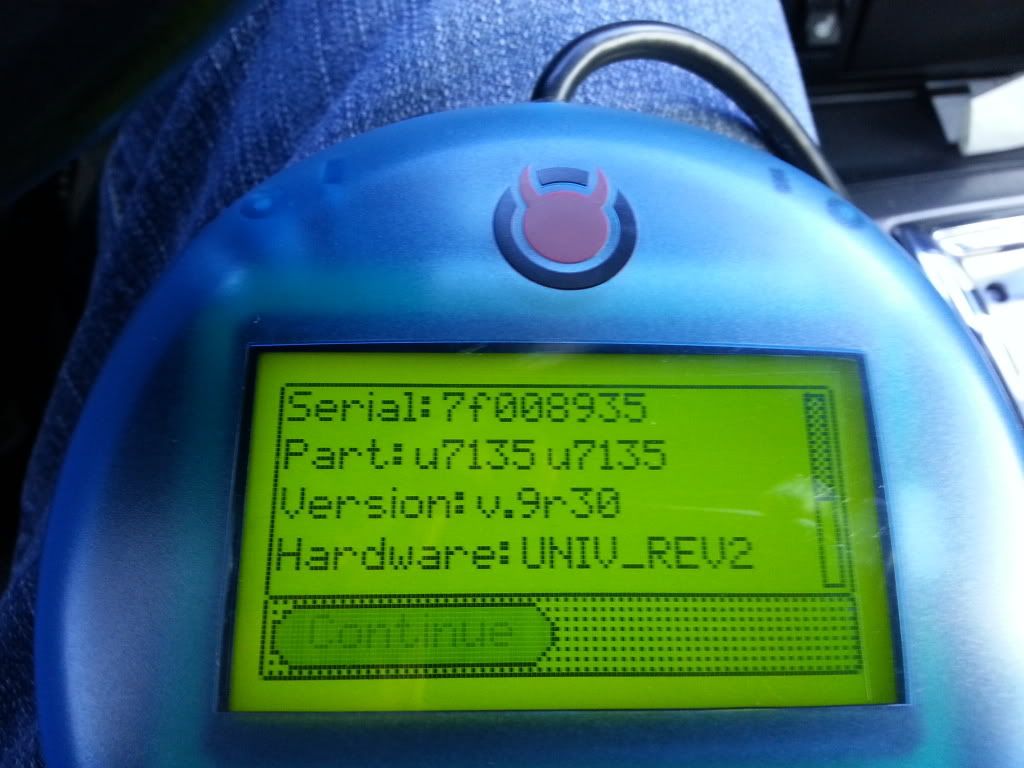 Serial: 7f008935
Part: u7135 u7135
Version: v.9r30
Hardware: UNIV_REV2
Continue